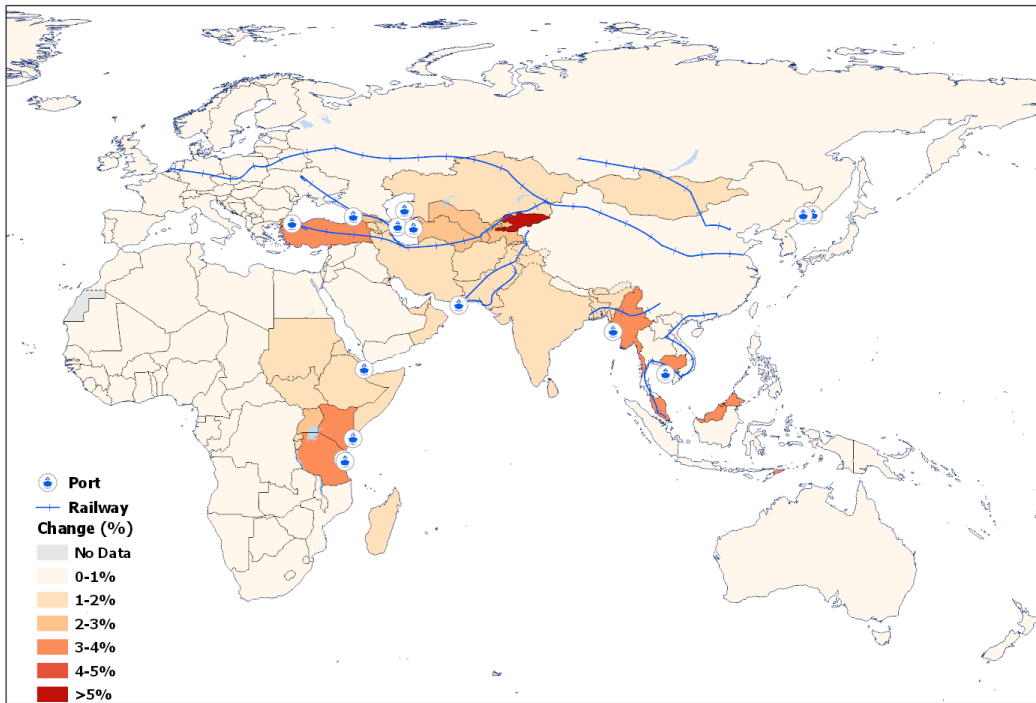 Port
Railway
Change (%)
No Data
0-1%
1-2%
2-3%
3-4%
4-5%
>5%